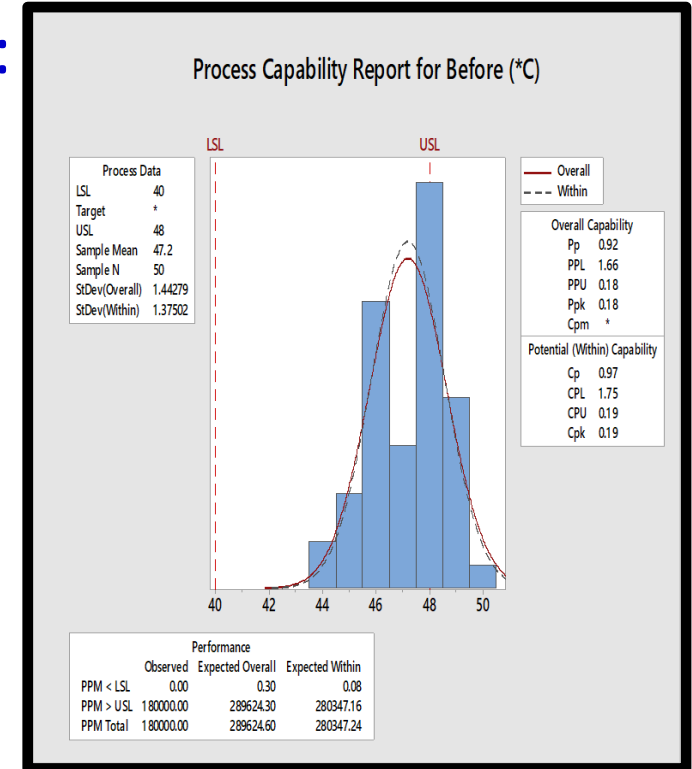 :
Process Capability Report for Before (*C)
LSL USL
Process Data
LSL 40
Target *
USL 48
Sample Mean 47.2
Sample N 50
StDev(Overall) 1.44279
StDev(Within) 1.37502
Overall
Within
Overall Capability
Pp 0.92
PPL 1.66
PPU 0.18
Ppk 0.18
Cpm *
Potential (Within) Capability
Cp 0.97
CPL 1.75
CPU 0.19
Cpk 0.19
40 42 44 46 48 50
Performance
Observed Expected Overall Expected Within
PPM < LSL 0.00 0.30 0.08
PPM > USL 180000.00 289624.30 280347.16
PPM Total 180000.00 289624.60 280347.24